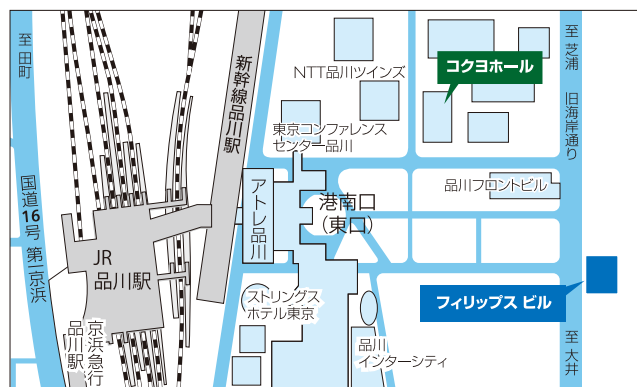 至 田町
国道16号 第一京浜
新幹線品川駅
NTT品川ツインズ
コクヨホール
至 芝浦
旧海岸通り
東京コンファレンス
センター品川
アトレ品川
港南口
(東口)
品川フロントビル
JR
品川駅
ストリングス
ホテル東京
フィリップス ビル
京浜急行
品川駅
品川
インターシティ
至 大井